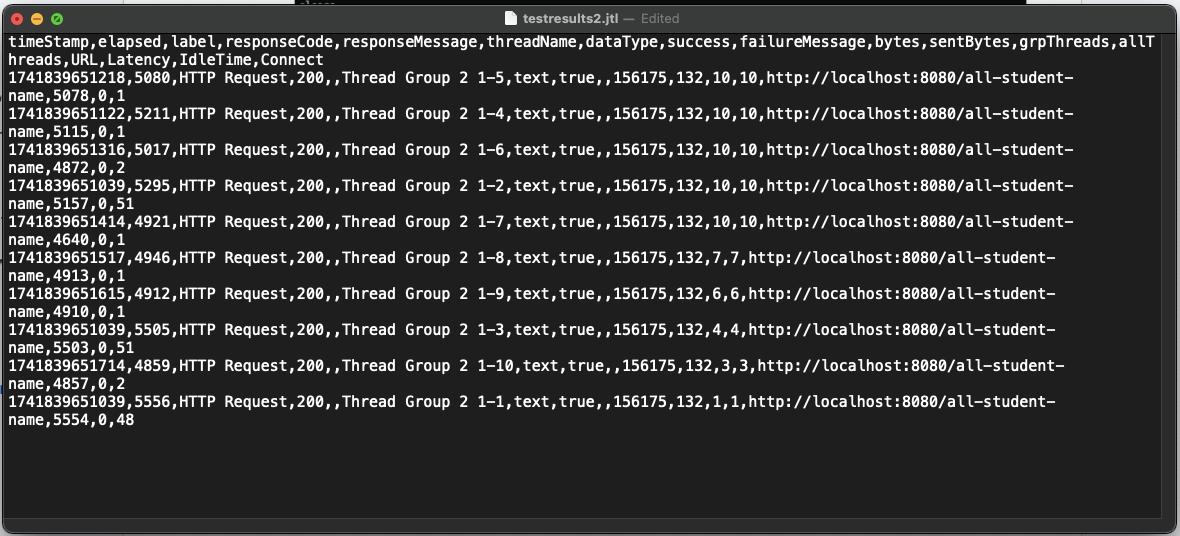 testresults2.jtl — Edited
timeStamp,elapsed,label,responseCode,responseMessage,threadName,dataType,success,failureMessage,bytes,sentBytes,grpThreads,allT
hreads,URL,Latency,IdleTime,Connect
1741839651218,5080,HTTP Request,200,,Thread Group 2 1-5,text,true,,156175,132,10,10,http://localhost:8080/all-student-
name,5078,0,1
1741839651122,5211,HTTP Request,200,,Thread Group 2 1-4,text,true,,156175,132,10,10,http://localhost:8080/all-student-
name,5115,0,1
1741839651316,5017,HTTP Request,200,,Thread Group 2 1-6,text,true,,156175,132,10,10,http://localhost:8080/all-student-
name,4872,0,2
1741839651039,5295,HTTP Request,200,,Thread Group 2 1-2,text,true,,156175,132,10,10,http://localhost:8080/all-student-
name,5157,0,51
1741839651414,4921,HTTP Request,200,,Thread Group 2 1-7,text,true,,156175,132,10,10,http://localhost:8080/all-student-
name,4640,0,1
1741839651517,4946,HTTP Request,200,,Thread Group 2 1-8,text,true,,156175,132,7,7,http://localhost:8080/all-student-
name,4913,0,1
1741839651615,4912,HTTP Request,200,,Thread Group 2 1-9,text,true,,156175,132,6,6,http://localhost:8080/all-student-
name,4910,0,1
1741839651039,5505,HTTP Request,200,,Thread Group 2 1-3,text,true,,156175,132,4,4,http://localhost:8080/all-student-
name,5503,0,51
1741839651714,4859,HTTP Request,200,,Thread Group 2 1-10,text,true,,156175,132,3,3,http://localhost:8080/all-student-
name,4857,0,2
1741839651039,5556,HTTP Request,200,,Thread Group 2 1-1,text,true,,156175,132,1,1,http://localhost:8080/all-student-
name,5554,0,48